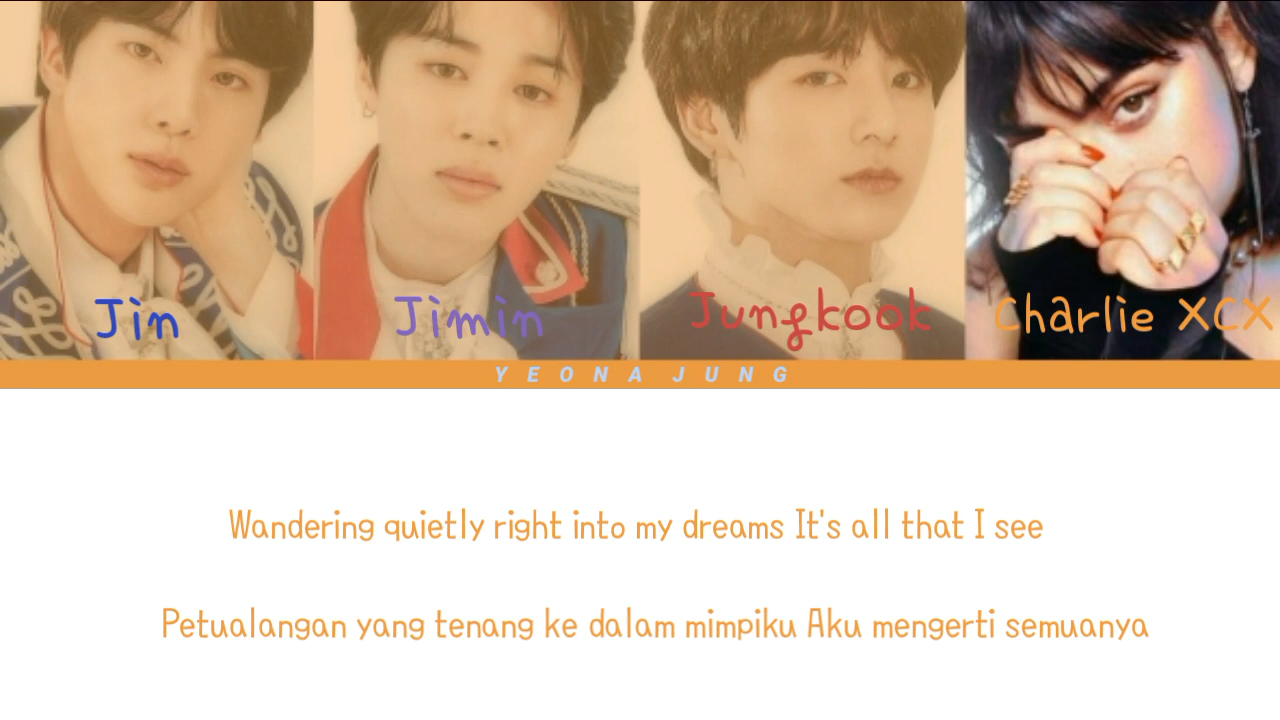 Jin
Jimin
Jungkook
Charlie XCX
YEONA JUNG
Wandering quietly right into my dreams It's all that I see
Petualangan yang tenang ke dalam mimpiku Aku mengerti semuanya